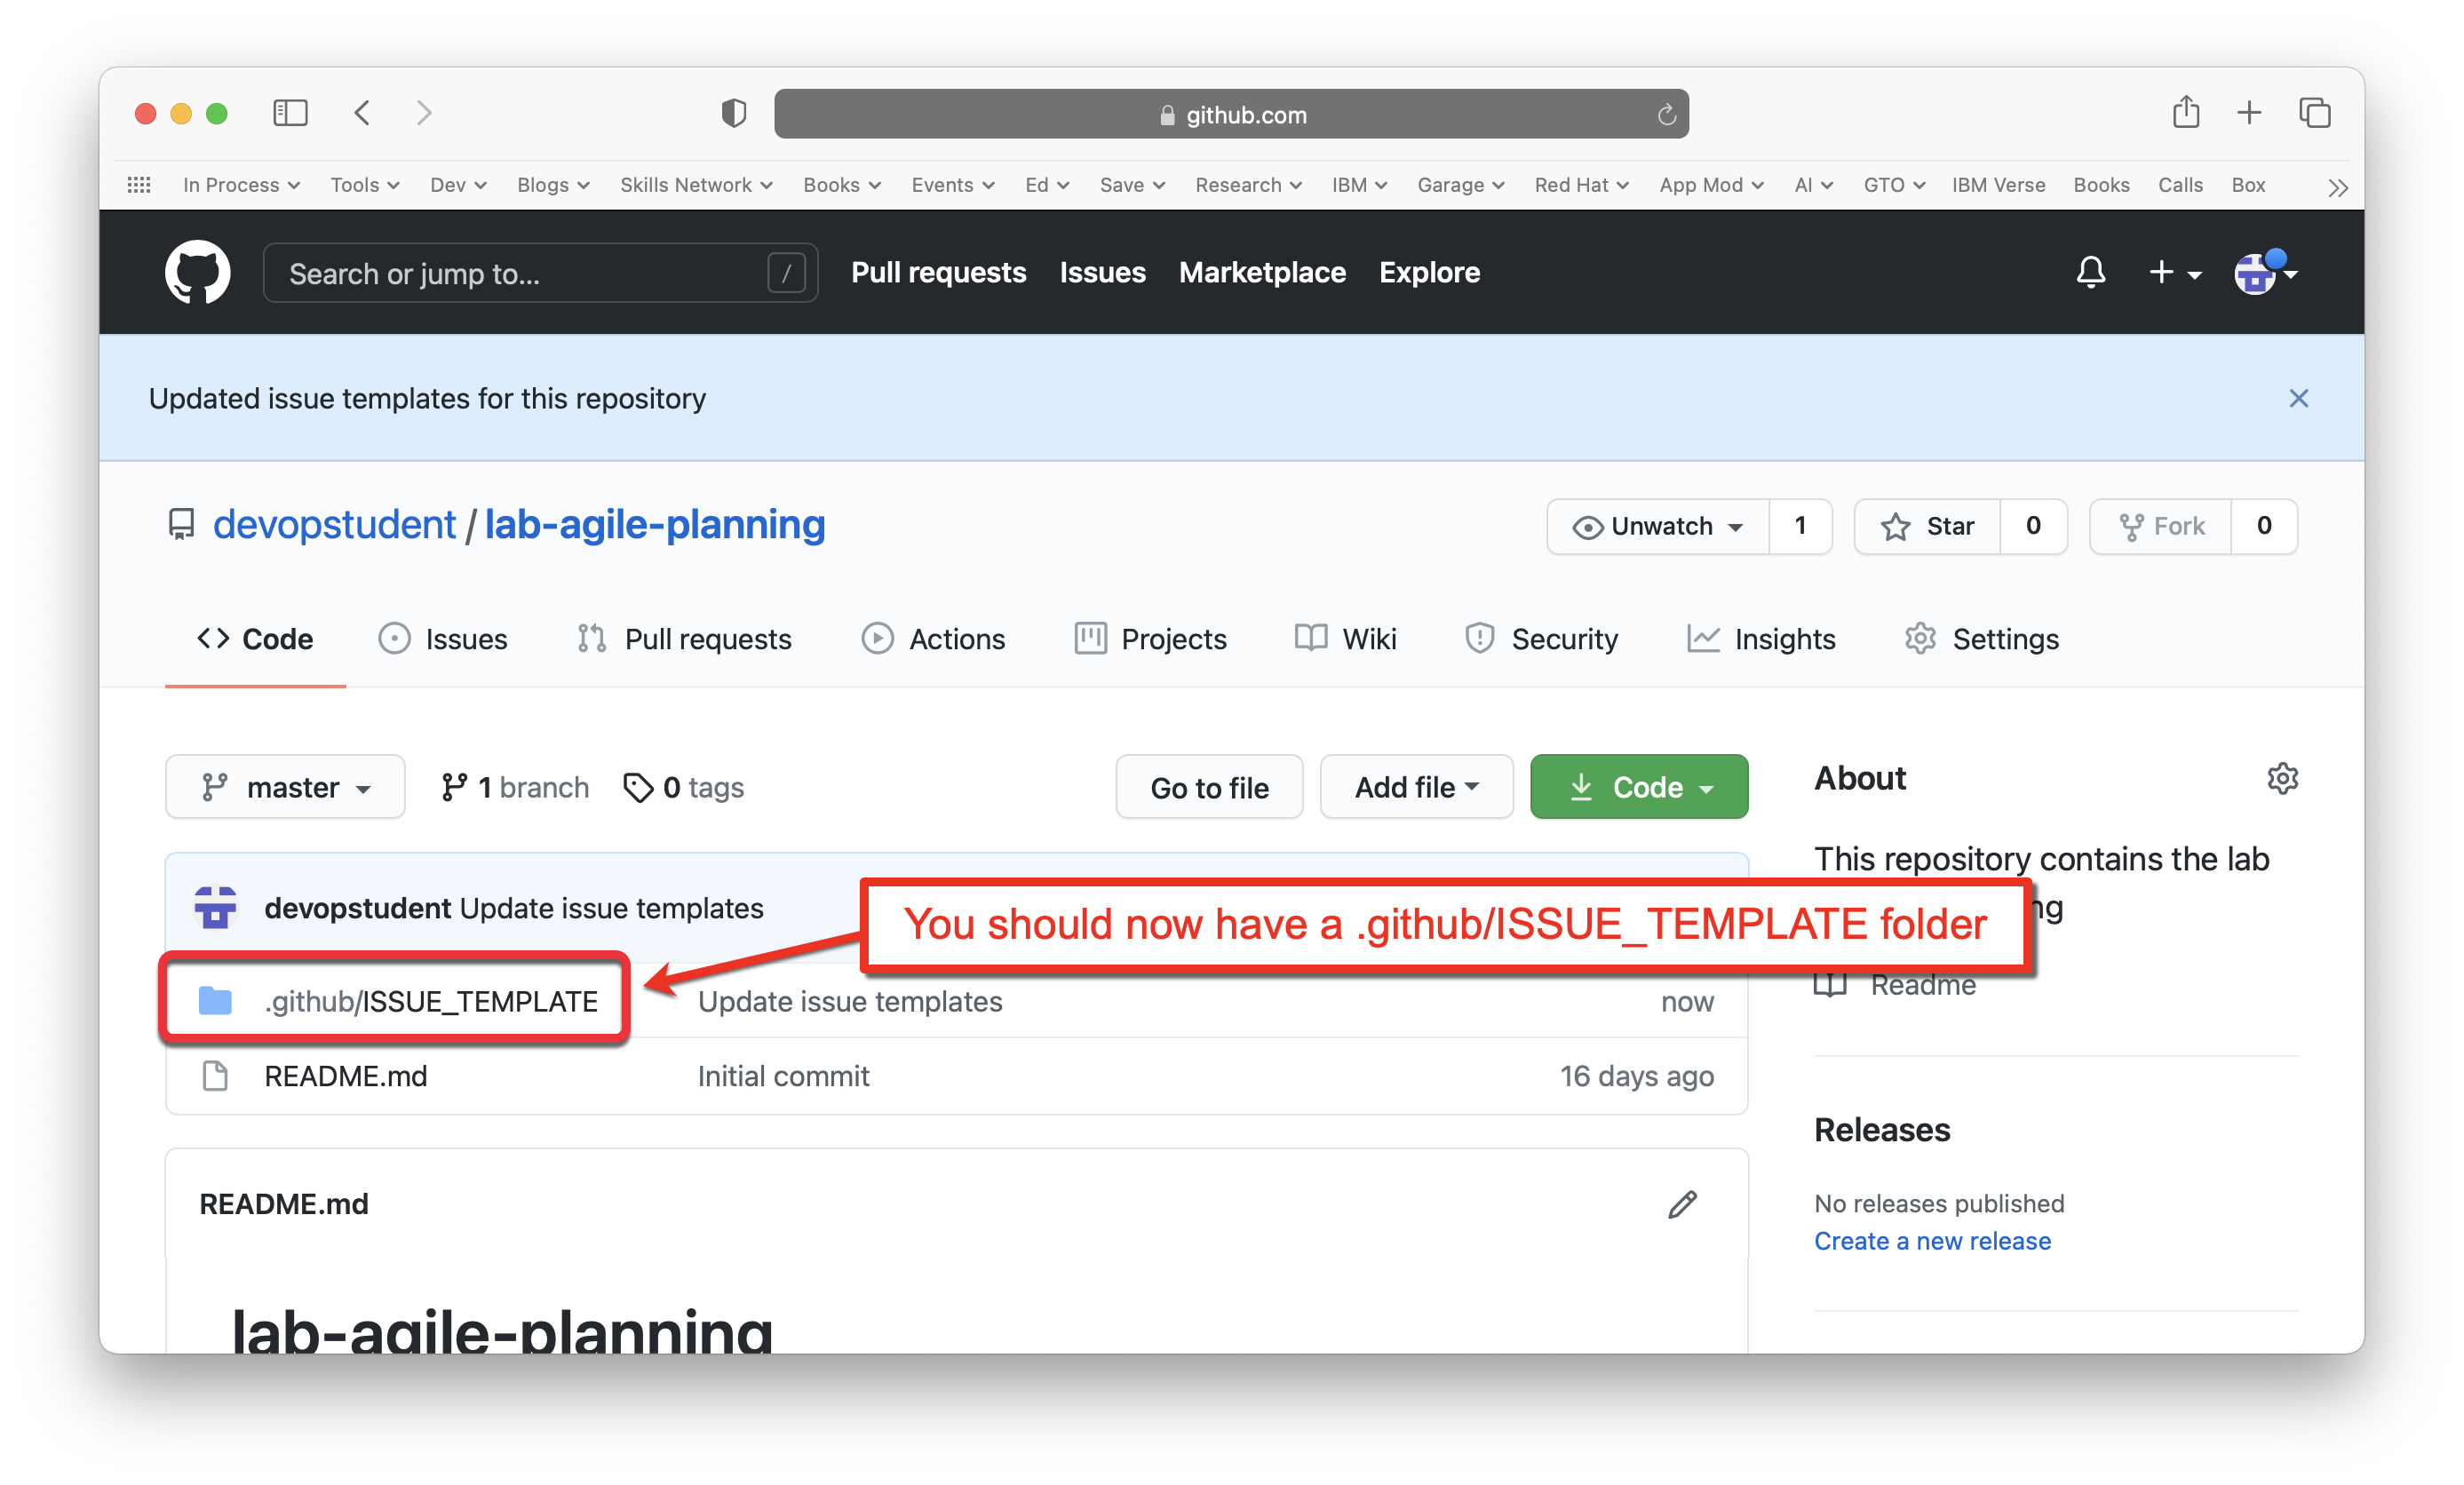 github.com
In Process Tools Dev Blogs Skills Network Books Events Ed Save Research IBM Garage Red Hat App Mod AI GTO IBM Verse Books Calls Box
Search or jump to... / Pull requests Issues Marketplace Explore
Updated issue templates for this repository
devopstudent / lab-agile-planning Unwatch 1 Star 0 Fork 0
Code Issues Pull requests Actions Projects Wiki Security Insights Settings
master 1 branch 0 tags Go to file Add file Code
About
This repository contains the lab
devopstudent Update issue templates
You should now have a .github/ISSUE_TEMPLATE folder
Readme
.github/ISSUE_TEMPLATE Update issue templates now
README.md Initial commit 16 days ago
Releases
No releases published
Create a new release
README.md
lab-agile-planning